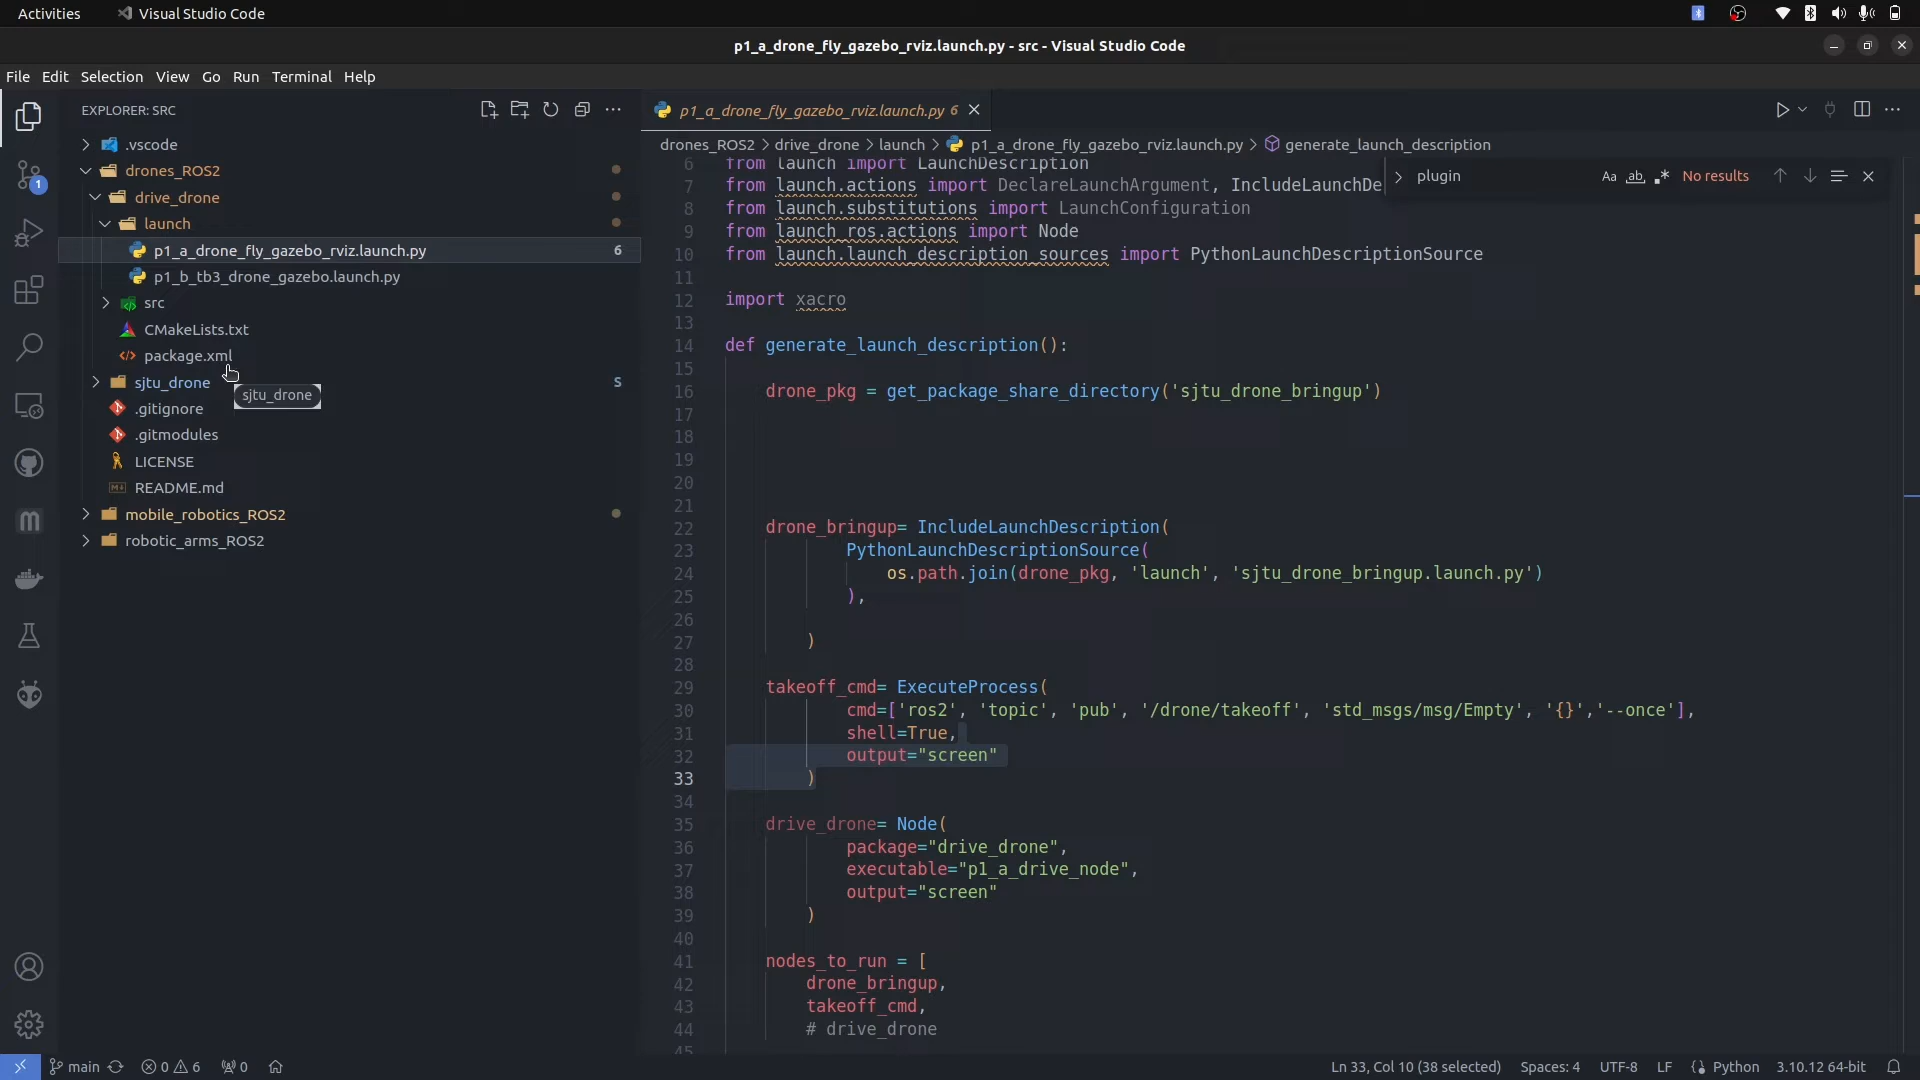 Activities
Visual Studio Code
p1_a_drone_fly_gazebo_rviz.launch.py - src - Visual Studio Code
File Edit Selection View Go Run Terminal Help
EXPLORER: SRC
.vscode
drones_ROS2
drive_drone
launch
p1_a_drone_fly_gazebo_rviz.launch.py 6
p1_b_tb3_drone_gazebo.launch.py
src
CMakeLists.txt
package.xml
sjtu_drone S
sjtu_drone
.gitignore
.gitmodules
LICENSE
README.md
mobile_robotics_ROS2
robotic_arms_ROS2
1
p1_a_drone_fly_gazebo_rviz.launch.py 6
drones_ROS2 > drive_drone > launch > p1_a_drone_fly_gazebo_rviz.launch.py > generate_launch_description
plugin
Aa ab No results
6 from launch import LaunchDescription
7 from launch.actions import DeclareLaunchArgument, IncludeLaunchDe
8 from launch.substitutions import LaunchConfiguration
9 from launch_ros.actions import Node
10 from launch.launch_description_sources import PythonLaunchDescriptionSource
11
12 import xacro
13
14 def generate_launch_description():
15
16 drone_pkg = get_package_share_directory('sjtu_drone_bringup')
17
18
19
20
21
22 drone_bringup= IncludeLaunchDescription(
23 PythonLaunchDescriptionSource(
24 os.path.join(drone_pkg, 'launch', 'sjtu_drone_bringup.launch.py')
25 ),
26
27 )
28
29 takeoff_cmd= ExecuteProcess(
30 cmd=['ros2', 'topic', 'pub', '/drone/takeoff', 'std_msgs/msg/Empty', '{}','--once'],
31 shell=True,
32 output="screen"
33 )
34
35 drive_drone= Node(
36 package="drive_drone",
37 executable="p1_a_drive_node",
38 output="screen"
39 )
40
41 nodes_to_run = [
42 drone_bringup,
43 takeoff_cmd,
44 # drive_drone
45
main 0 6 0
Ln 33, Col 10 (38 selected) Spaces: 4 UTF-8 LF Python 3.10.12 64-bit